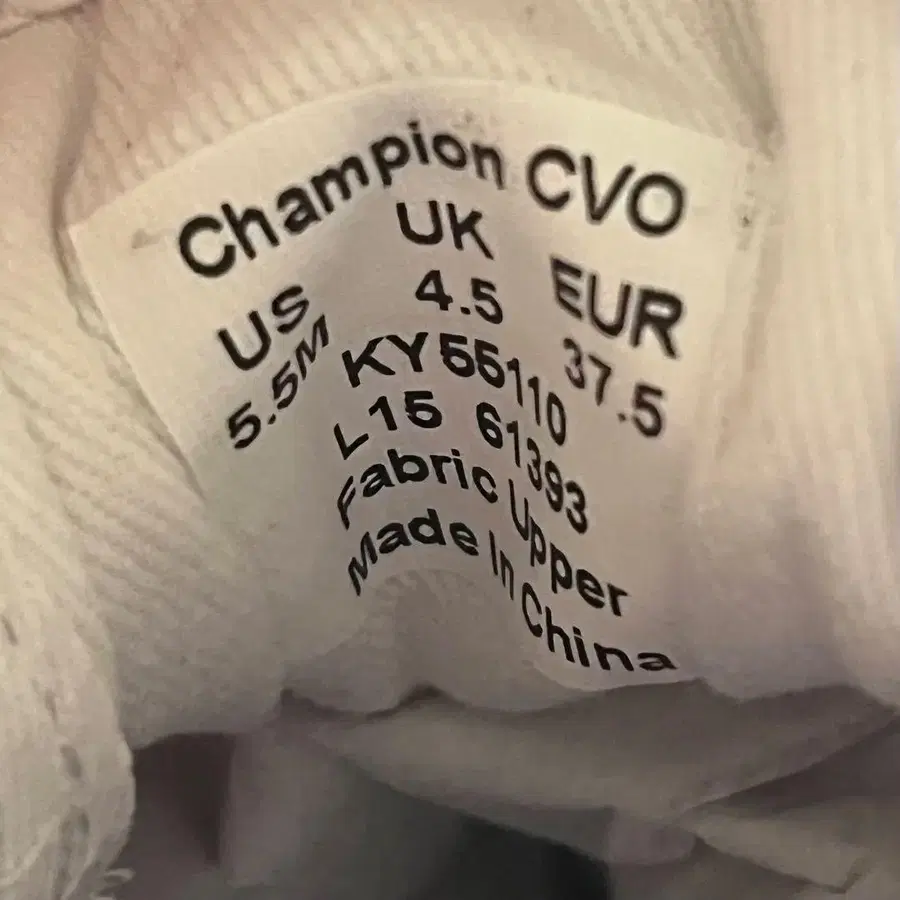 Champion CVO
US UK EUR
5.5M 4.5 37.5
KY55110
L15 61393
Fabric Upper
Made In China